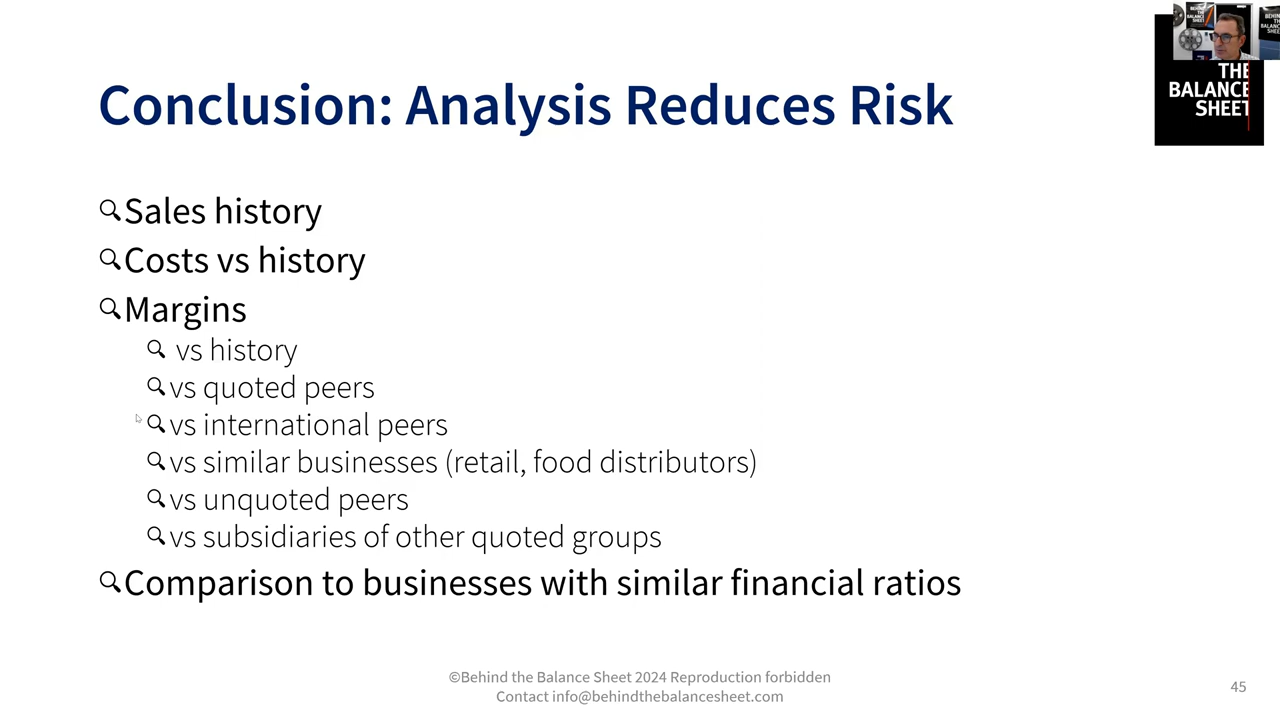 THE
BALANCE
SHEET
Conclusion: Analysis Reduces Risk
Sales history
Costs vs history
Margins
vs history
vs quoted peers
vs international peers
vs similar businesses (retail, food distributors)
vs unquoted peers
vs subsidiaries of other quoted groups
Comparison to businesses with similar financial ratios
©Behind the Balance Sheet 2024 Reproduction forbidden
Contact info@behindthebalancesheet.com
45